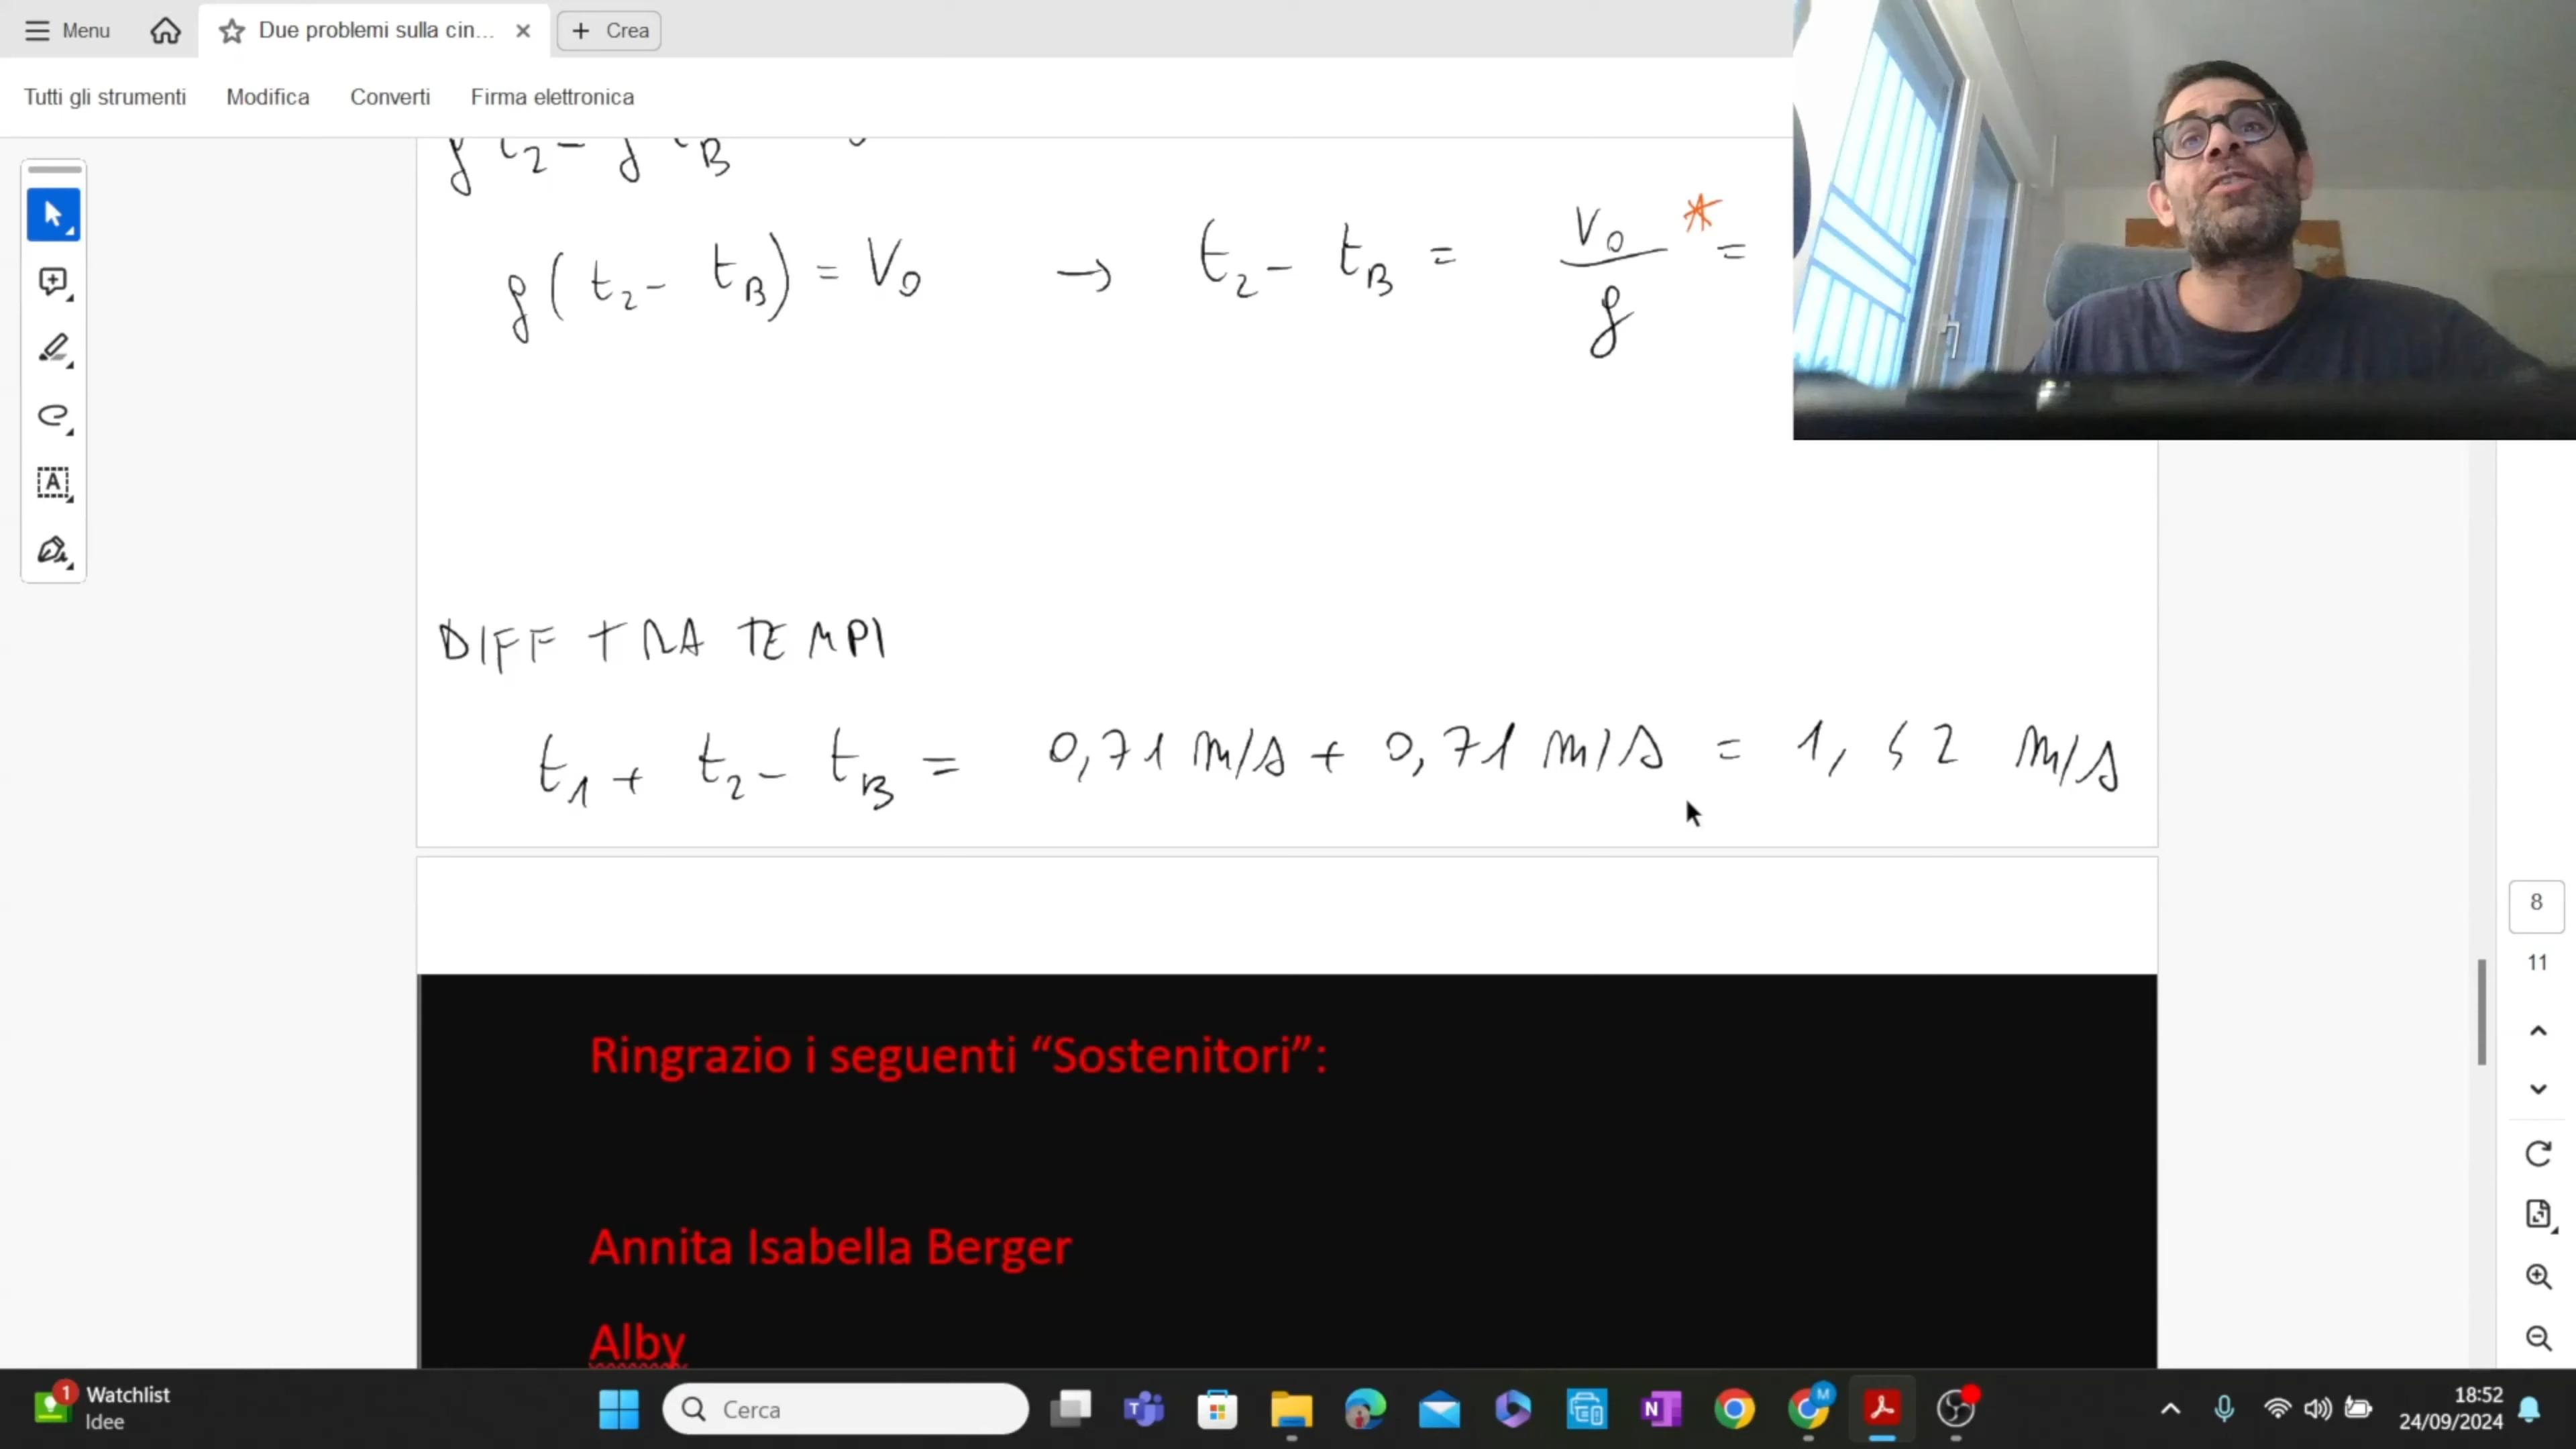 Menu
Due problemi sulla cin...
Crea
Tutti gli strumenti
Modifica
Converti
Firma elettronica
g(t₂ - t_B) = V₀ → t₂ - t_B = V₀/g * =
DIFF TRA TEMPI
t₁ + t₂ - t_B = 0,71 m/s + 0,71 m/s = 1,42 m/s
8
11
Ringrazio i seguenti “Sostenitori”:
Annita Isabella Berger
Alby
1
Watchlist
Idee
Cerca
M
18:52
24/09/2024